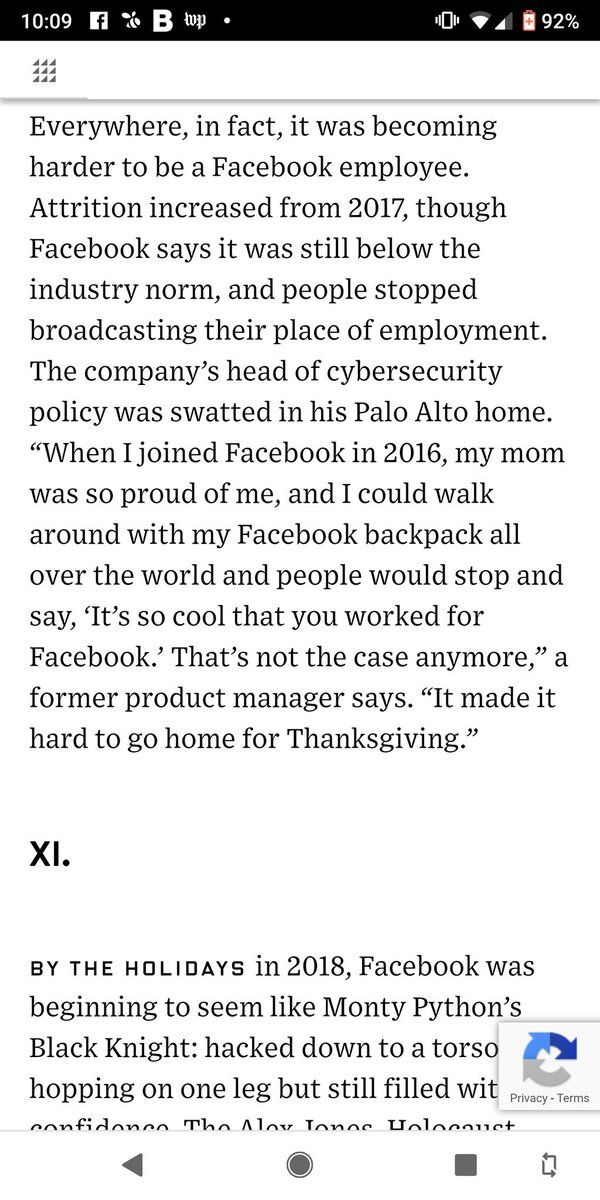 10:09 92%
Everywhere, in fact, it was becoming
harder to be a Facebook employee.
Attrition increased from 2017, though
Facebook says it was still below the
industry norm, and people stopped
broadcasting their place of employment.
The company’s head of cybersecurity
policy was swatted in his Palo Alto home.
“When I joined Facebook in 2016, my mom
was so proud of me, and I could walk
around with my Facebook backpack all
over the world and people would stop and
say, ‘It’s so cool that you worked for
Facebook.’ That’s not the case anymore,” a
former product manager says. “It made it
hard to go home for Thanksgiving.”
XI.
BY THE HOLIDAYS in 2018, Facebook was
beginning to seem like Monty Python’s
Black Knight: hacked down to a torso
hopping on one leg but still filled wit
confidence. The Alex Jones, Holocaust
Privacy - Terms